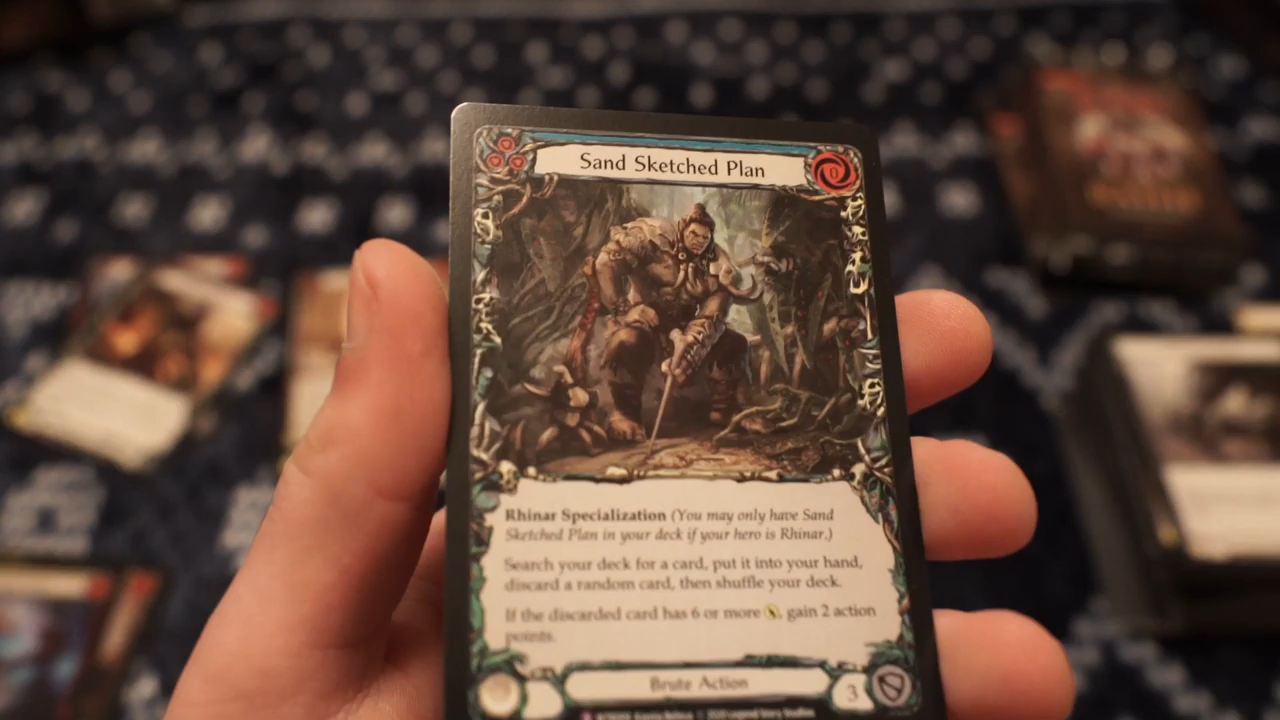 Sand Sketched Plan
0
Rhinar Specialization (You may only have Sand
Sketched Plan in your deck if your hero is Rhinar.)
Search your deck for a card, put it into your hand,
discard a random card, then shuffle your deck.
If the discarded card has 6 or more , gain 2 action
points.
Brute Action
3